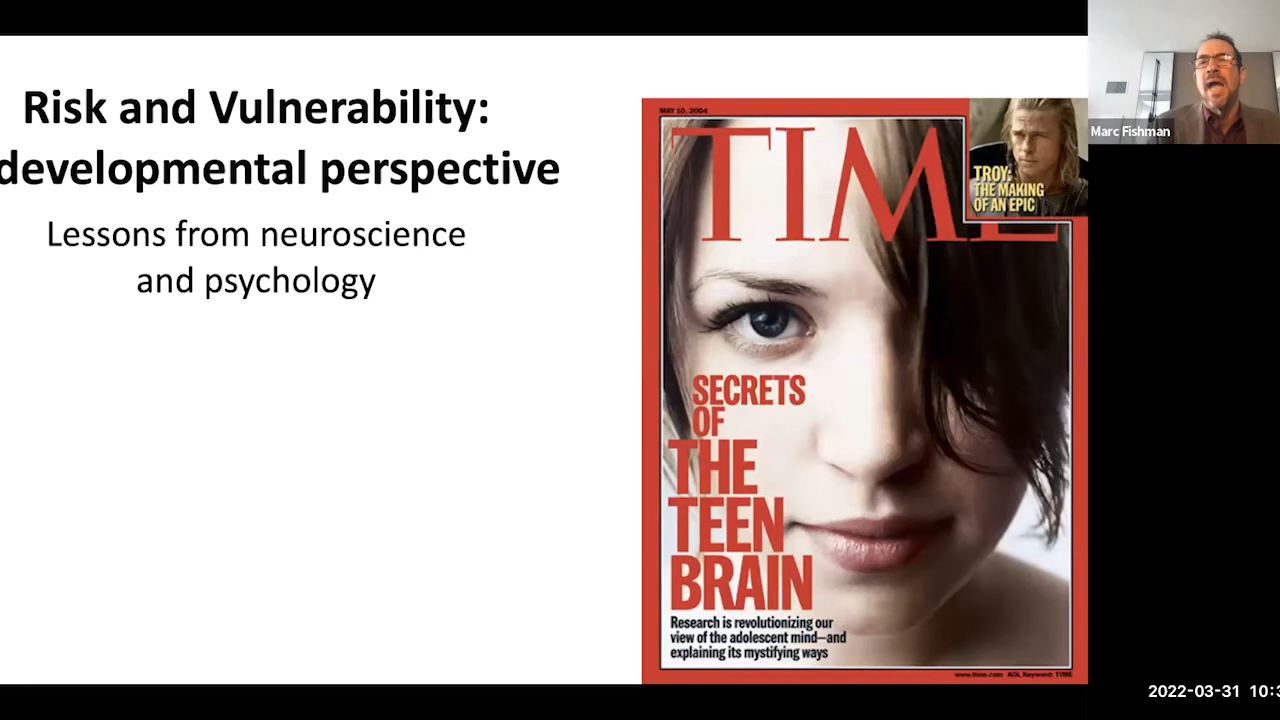 Risk and Vulnerability:
developmental perspective
Lessons from neuroscience
and psychology
MAY 10, 2004
TIME
TROY:
THE MAKING
OF AN EPIC
SECRETS
OF
THE
TEEN
BRAIN
Research is revolutionizing our
view of the adolescent mind—and
explaining its mystifying ways
www.time.com AOL Keyword: TIME
Marc Fishman
2022-03-31 10:3